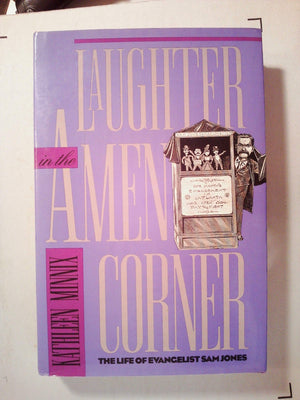 LAUGHTER
in the
AMEN
CORNER
KATHLEEN MINNIX
THE LIFE OF EVANGELIST SAM JONES